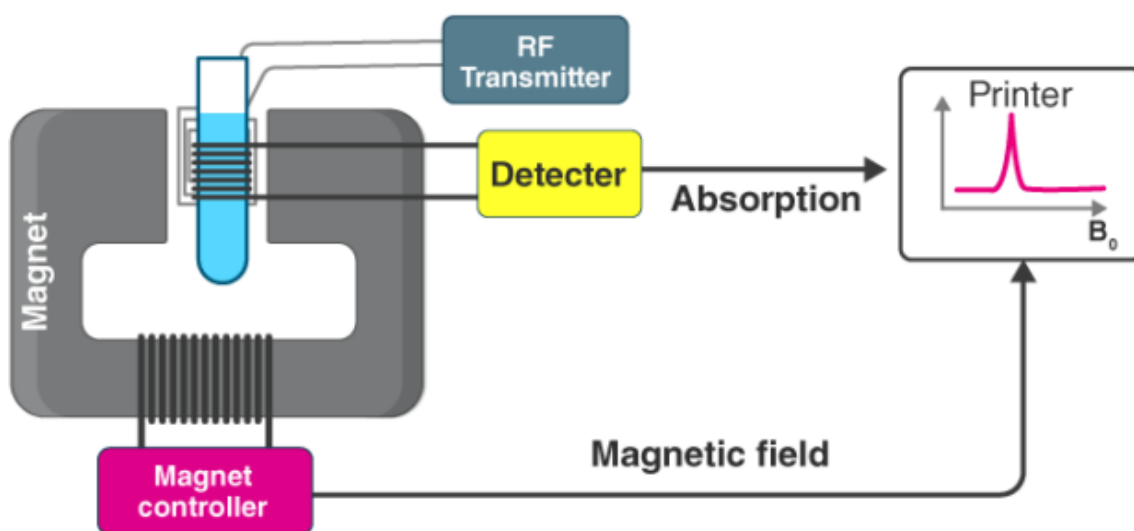 RF
Transmitter
Printer
Detecter
Absorption
B₀
Magnet
Magnetic field
Magnet
controller